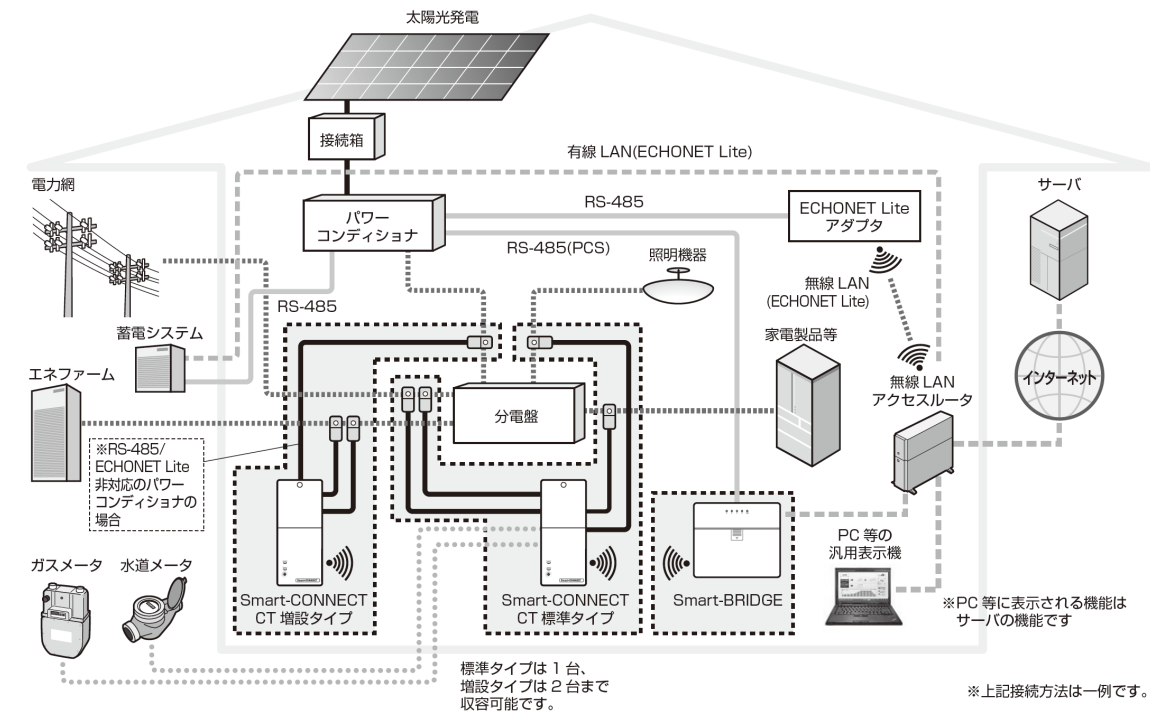 太陽光発電
接続箱
有線 LAN(ECHONET Lite)
電力網
サーバ
パワー
コンディショナ
RS-485
ECHONET Lite
アダプタ
RS-485(PCS)
照明機器
無線 LAN
(ECHONET Lite)
RS-485
蓄電システム
家電製品等
エネファーム
無線 LAN
アクセスルータ
インターネット
分電盤
※RS-485/
ECHONET Lite
非対応のパワー
コンディショナの
場合
PC 等の
汎用表示機
ガスメータ
水道メータ
Smart-CONNECT
CT 増設タイプ
Smart-CONNECT
CT 標準タイプ
Smart-BRIDGE
※PC 等に表示される機能は
サーバの機能です
標準タイプは 1 台、
増設タイプは 2 台まで
収容可能です。
※上記接続方法は一例です。